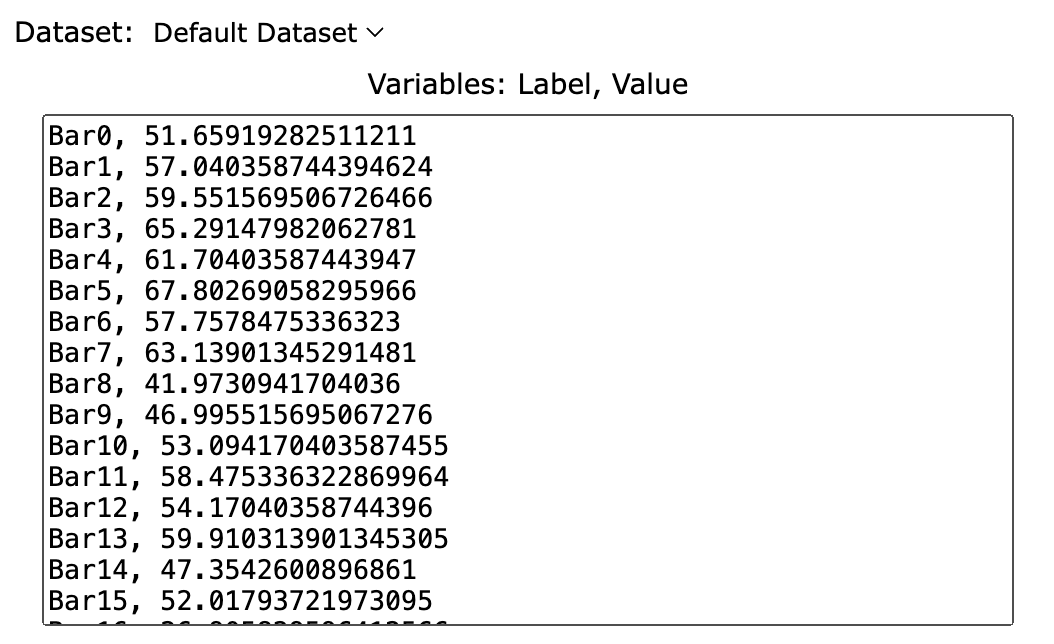 Dataset: Default Dataset
Variables: Label, Value
Bar0, 51.65919282511211
Bar1, 57.040358744394624
Bar2, 59.551569506726466
Bar3, 65.29147982062781
Bar4, 61.70403587443947
Bar5, 67.80269058295966
Bar6, 57.7578475336323
Bar7, 63.13901345291481
Bar8, 41.9730941704036
Bar9, 46.995515695067276
Bar10, 53.094170403587455
Bar11, 58.475336322869964
Bar12, 54.17040358744396
Bar13, 59.910313901345305
Bar14, 47.3542600896861
Bar15, 52.01793721973095